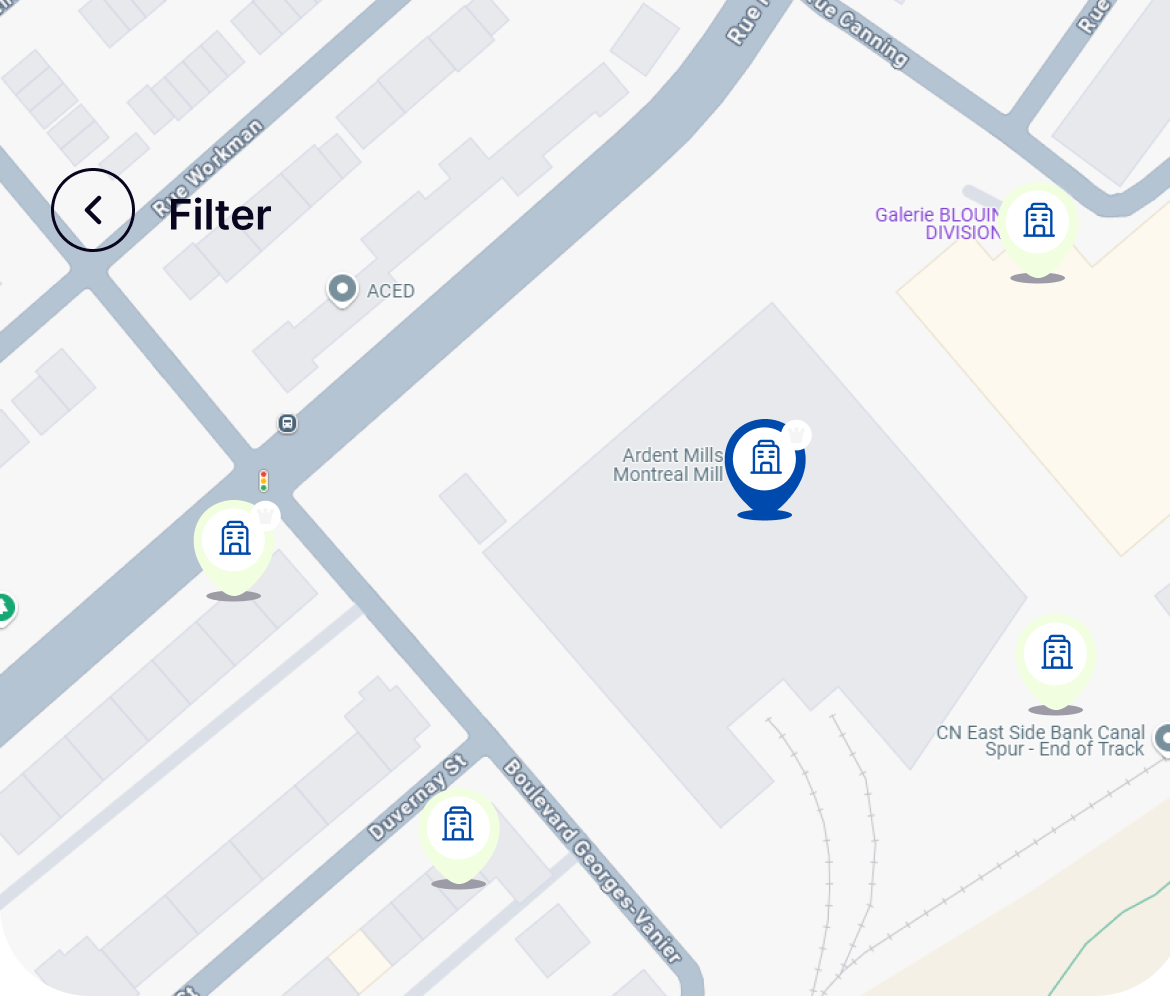 Rue Canning
Rue
Rue
Rue Workman
Filter
Galerie BLOUIN
DIVISION
ACED
Ardent Mills
Montreal Mill
CN East Side Bank Canal
Spur - End of Track
Duvernay St
Boulevard Georges-Vanier
St